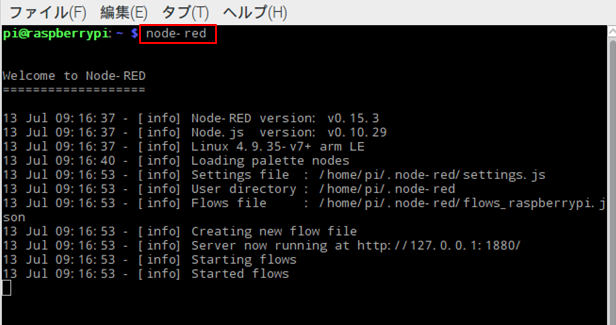 ファイル(F) 編集(E) タブ(T) ヘルプ(H)
pi@raspberrypi:~ $ node-red
Welcome to Node-RED
===================
13 Jul 09:16:37 - [info] Node-RED version: v0.15.3
13 Jul 09:16:37 - [info] Node.js  version: v0.10.29
13 Jul 09:16:37 - [info] Linux 4.9.35-v7+ arm LE
13 Jul 09:16:40 - [info] Loading palette nodes
13 Jul 09:16:53 - [info] Settings file  : /home/pi/.node-red/settings.js
13 Jul 09:16:53 - [info] User directory : /home/pi/.node-red
13 Jul 09:16:53 - [info] Flows file     : /home/pi/.node-red/flows_raspberrypi.j
son
13 Jul 09:16:53 - [info] Creating new flow file
13 Jul 09:16:53 - [info] Server now running at http://127.0.0.1:1880/
13 Jul 09:16:53 - [info] Starting flows
13 Jul 09:16:53 - [info] Started flows